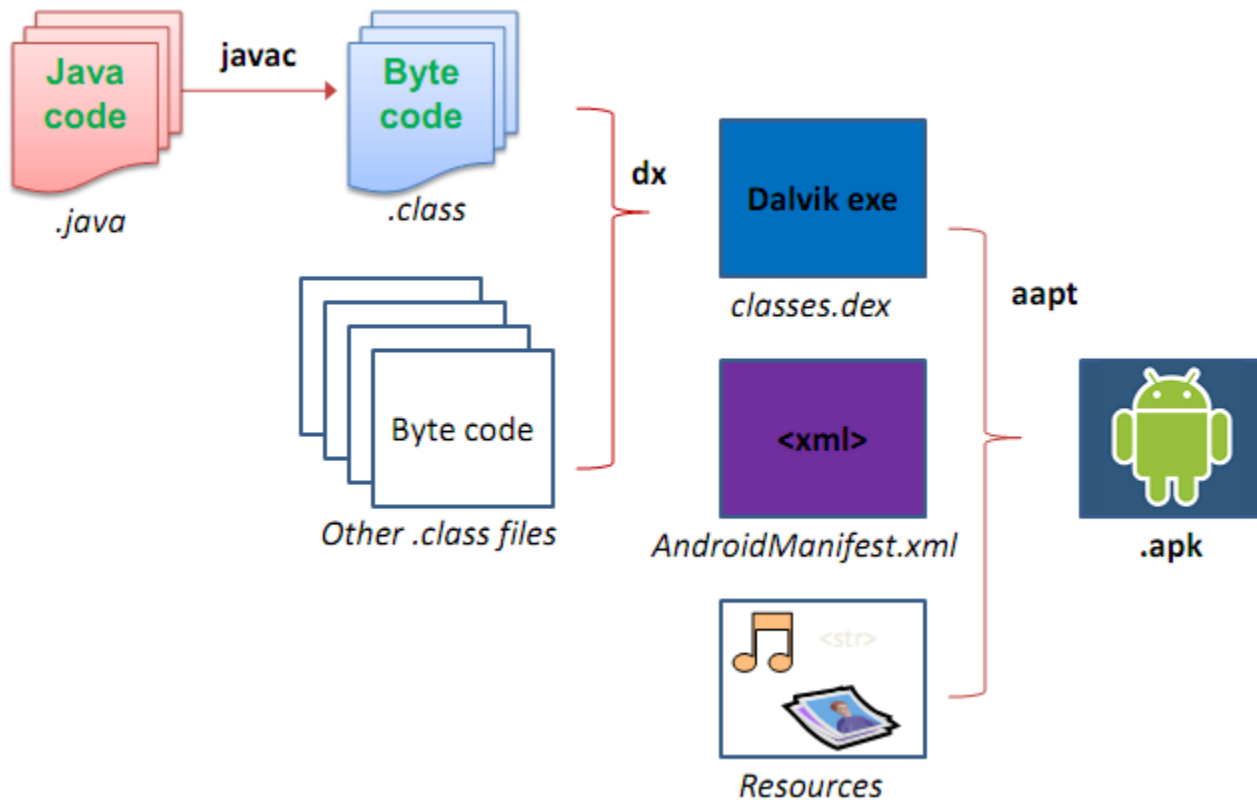 Java
code
.java
javac
Byte
code
.class
Byte code
Other .class files
dx
Dalvik exe
classes.dex
<xml>
AndroidManifest.xml
<str>
Resources
aapt
.apk